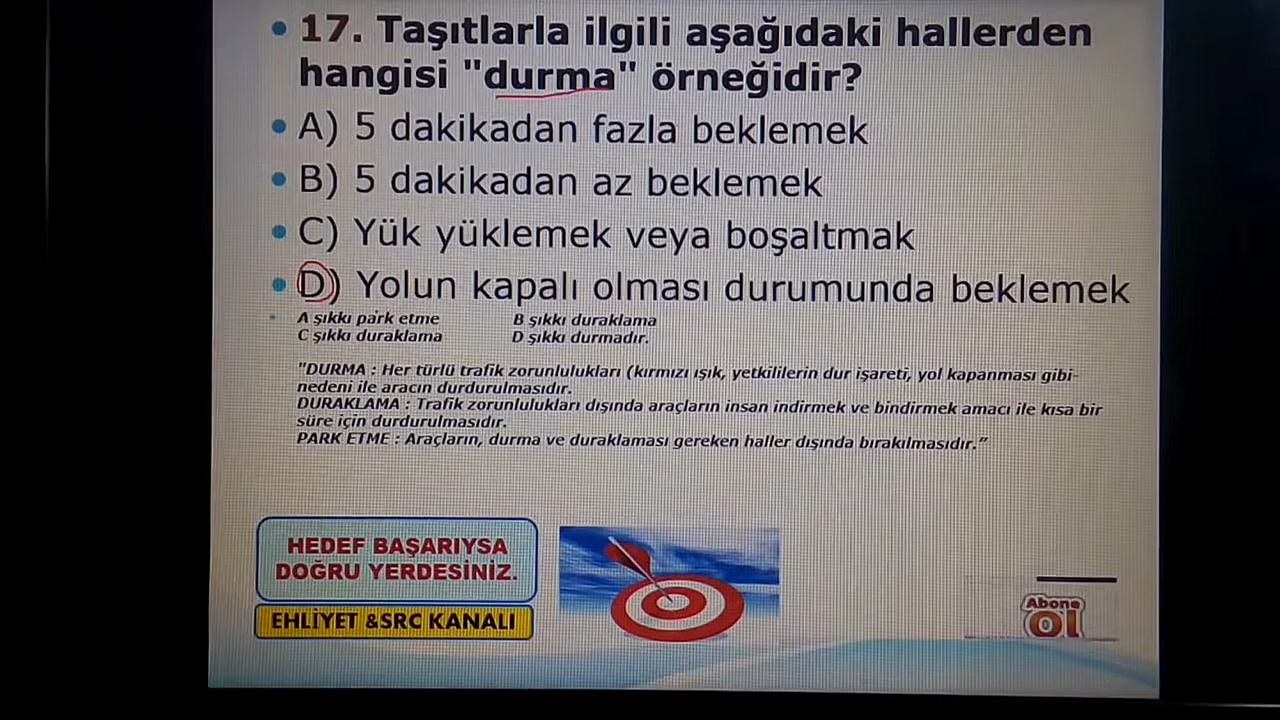 17. Taşıtlarla ilgili aşağıdaki hallerden
hangisi "durma" örneğidir?
A) 5 dakikadan fazla beklemek
B) 5 dakikadan az beklemek
C) Yük yüklemek veya boşaltmak
D) Yolun kapalı olması durumunda beklemek
A şıkkı park etme B şıkkı duraklama
C şıkkı duraklama D şıkkı durmadır.
"DURMA : Her türlü trafik zorunlulukları (kırmızı ışık, yetkililerin dur işareti, yol kapanması gibi-
nedeni ile aracın durdurulmasıdır.
DURAKLAMA : Trafik zorunlulukları dışında araçların insan indirmek ve bindirmek amacı ile kısa bir
süre için durdurulmasıdır.
PARK ETME : Araçların, durma ve duraklaması gereken haller dışında bırakılmasıdır.”
HEDEF BAŞARIYSA
DOĞRU YERDESİNİZ.
EHLİYET &SRC KANALI
Abone
Ol